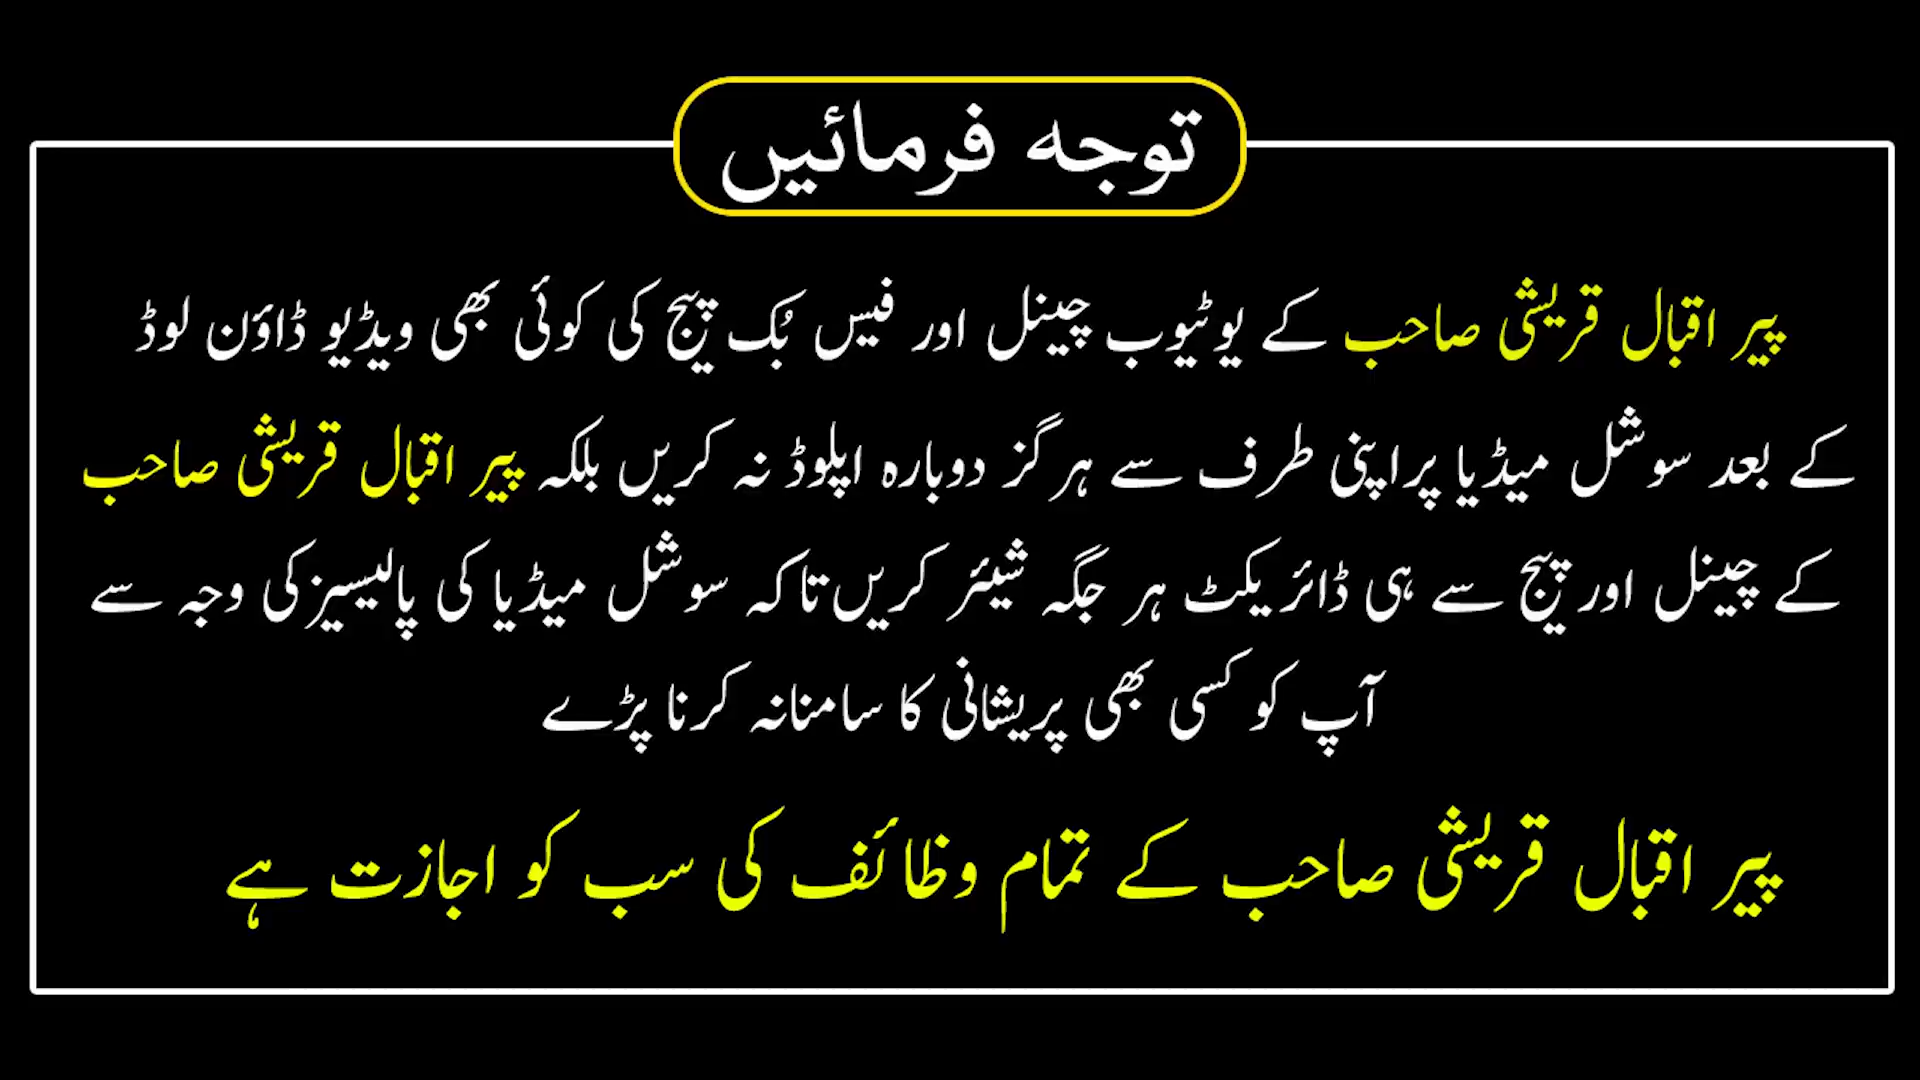 توجہ فرمائیں
پیر اقبال قریشی صاحب کے یوٹیوب چینل اور فیس بُک پیج کی کوئی بھی ویڈیو ڈاؤن لوڈ
کے بعد سوشل میڈیا پر اپنی طرف سے ہرگز دوبارہ اپلوڈ نہ کریں بلکہ پیر اقبال قریشی صاحب
کے چینل اور پیج سے ہی ڈائریکٹ ہر جگہ شیئر کریں تاکہ سوشل میڈیا کی پالیسیز کی وجہ سے
آپ کو کسی بھی پریشانی کا سامنا نہ کرنا پڑے
پیر اقبال قریشی صاحب کے تمام وظائف کی سب کو اجازت ہے